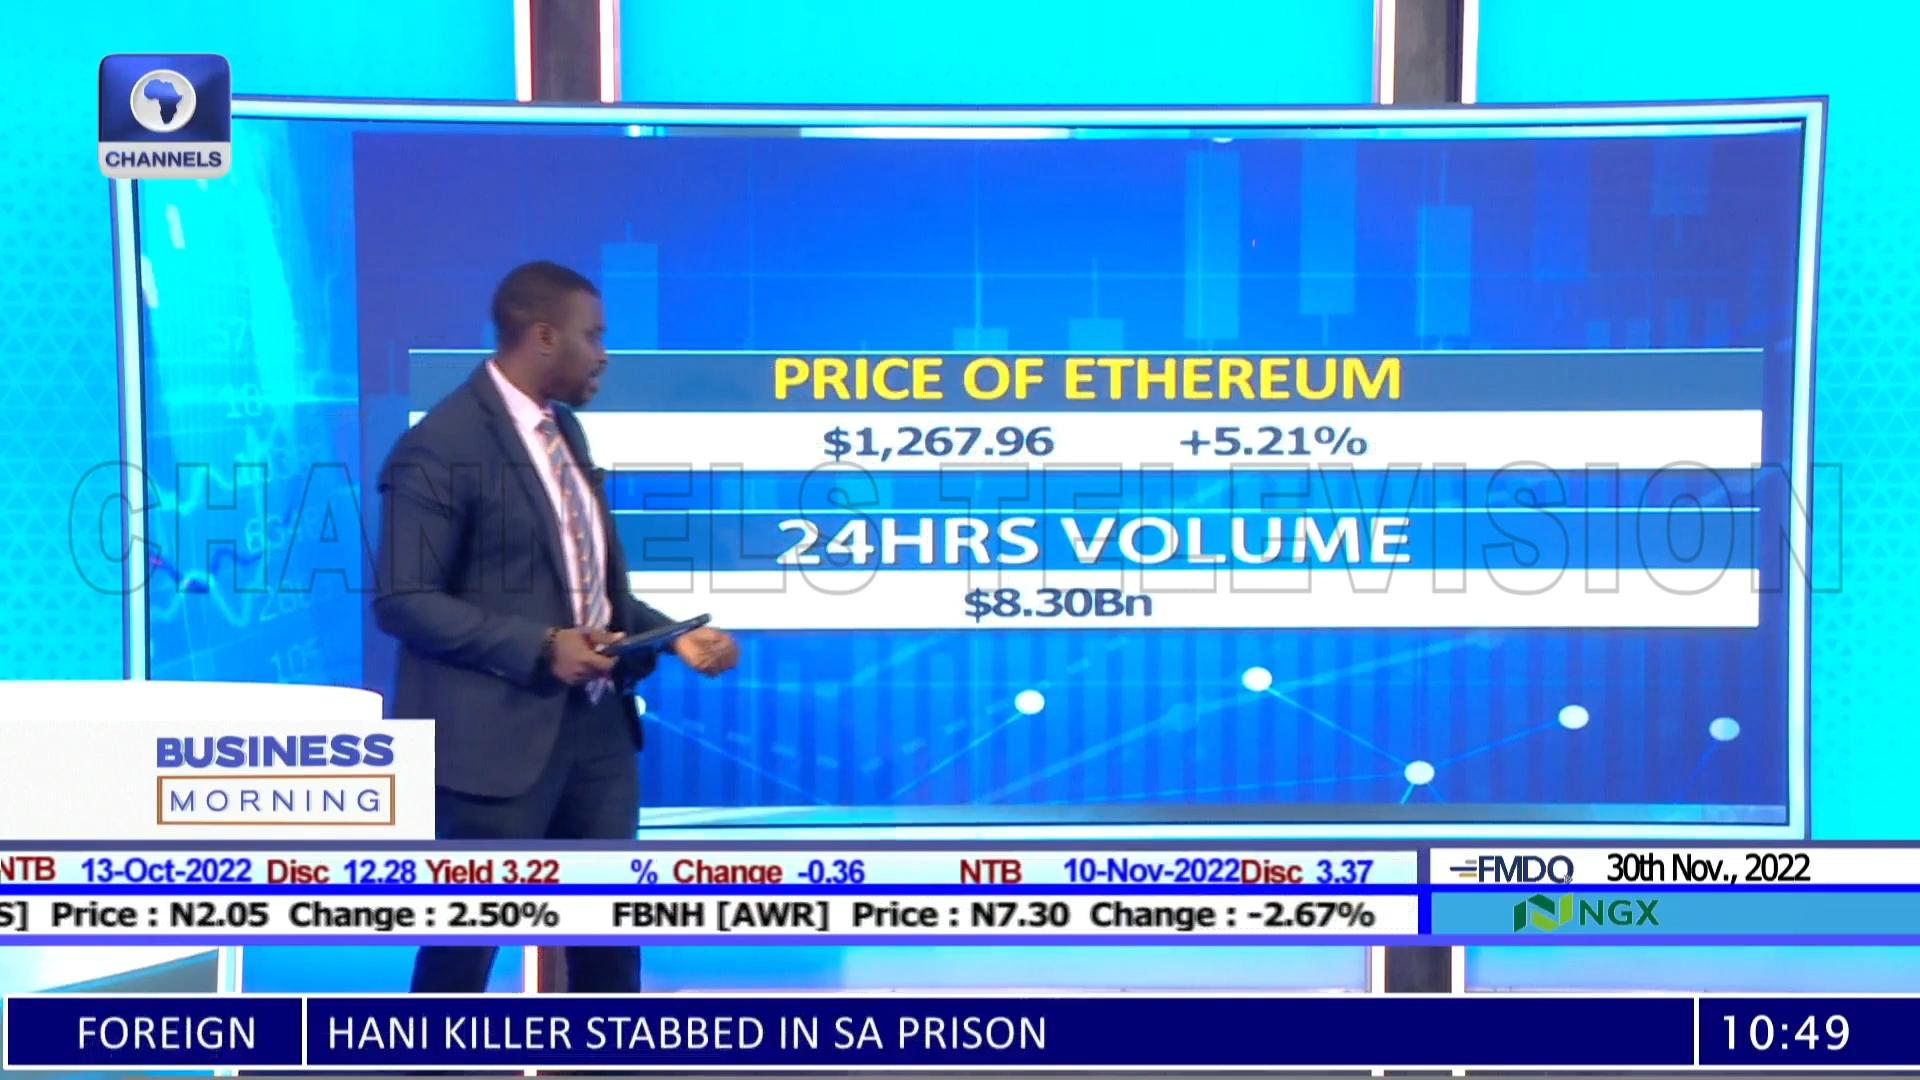 CHANNELS
PRICE OF ETHEREUM
$1,267.96 +5.21%
CHANNELS TELEVISION
24HRS VOLUME
$8.30Bn
BUSINESS
MORNING
NTB 13-Oct-2022 Disc 12.28 Yield 3.22 % Change -0.36 NTB 10-Nov-2022 Disc 3.37
FMDQ 30th Nov., 2022
S] Price : N2.05 Change : 2.50% FBNH [AWR] Price : N7.30 Change : -2.67%
NGX
FOREIGN HANI KILLER STABBED IN SA PRISON 10:49